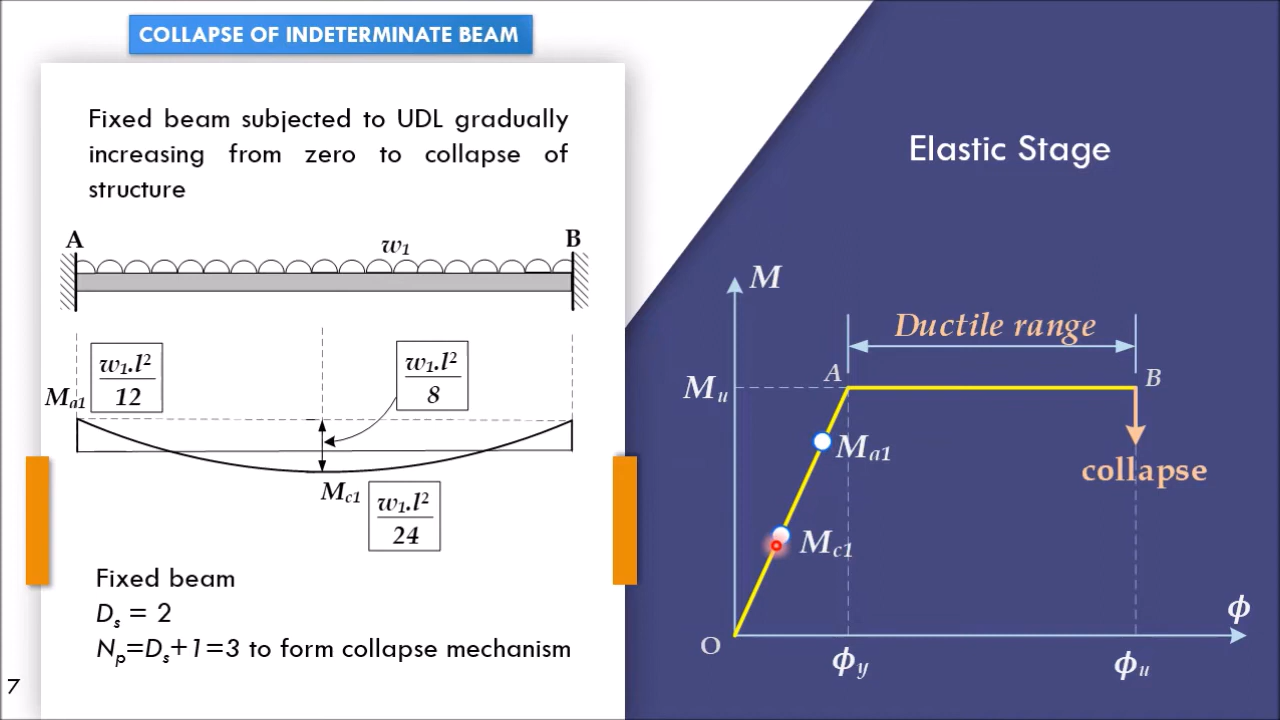 COLLAPSE OF INDETERMINATE BEAM
Fixed beam subjected to UDL gradually
increasing from zero to collapse of
structure
A
B
w₁
w₁.l²
12
w₁.l²
8
Mₐ₁
M꜀₁
w₁.l²
24
Fixed beam
Dₛ = 2
Nₚ=Dₛ+1=3 to form collapse mechanism
7
Elastic Stage
M
Ductile range
Mᵤ
A
B
Mₐ₁
collapse
M꜀₁
ϕ
O
ϕy
ϕᵤ